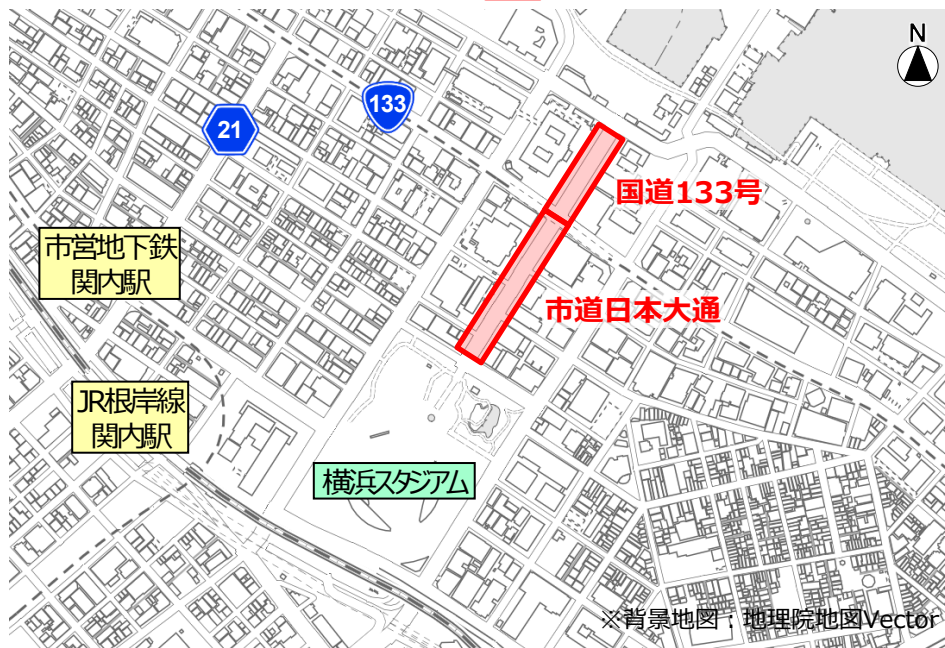 N
133
21
国道133号
市営地下鉄
関内駅
市道日本大通
JR根岸線
関内駅
横浜スタジアム
※背景地図：地理院地図Vector